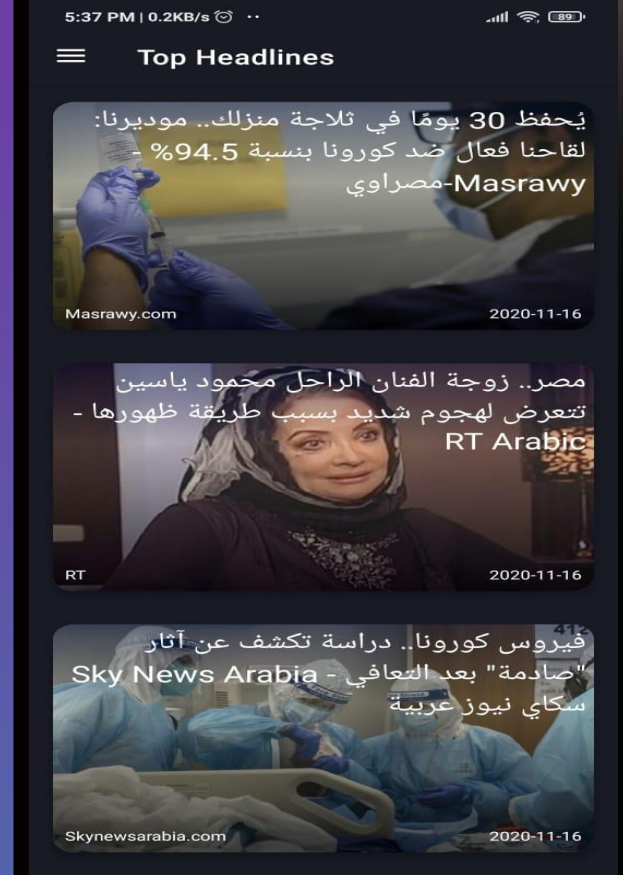 5:37 PM | 0.2KB/s 89
Top Headlines
يُحفظ 30 يومًا في ثلاجة منزلك.. موديرنا:
لقاحنا فعال ضد كورونا بنسبة 94.5% -
Masrawy-مصراوي
Masrawy.com 2020-11-16
مصر.. زوجة الفنان الراحل محمود ياسين
تتعرض لهجوم شديد بسبب طريقة ظهورها -
RT Arabic
RT 2020-11-16
412
فيروس كورونا.. دراسة تكشف عن آثار
"صادمة" بعد التعافي - Sky News Arabia
سكاي نيوز عربية
Skynewsarabia.com 2020-11-16